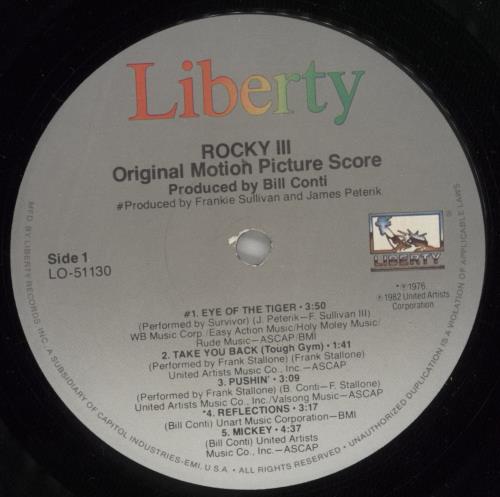 Liberty®
ROCKY III
Original Motion Picture Score
Produced by Bill Conti
#Produced by Frankie Sullivan and James Peterik
Side 1
LO-51130
LIBERTY
*℗1976
℗1982 United Artists
Corporation
#1. EYE OF THE TIGER • 3:50
(Performed by Survivor) (J. Peterik—F. Sullivan III)
WB Music Corp./Easy Action Music/Holy Moley Music/
Rude Music—ASCAP/BMI
2. TAKE YOU BACK (Tough Gym) • 1:41
(Performed by Frank Stallone) (Frank Stallone)
United Artists Music Co., Inc.—ASCAP
3. PUSHIN' • 3:09
(Performed by Frank Stallone) (B. Conti—F. Stallone)
United Artists Music Co., Inc./Valsong Music—ASCAP
*4. REFLECTIONS • 3:17
(Bill Conti) Unart Music Corporation—BMI
5. MICKEY • 4:37
(Bill Conti) United Artists
Music Co., Inc.—ASCAP
MFD. BY LIBERTY RECORDS INC. A SUBSIDIARY OF CAPITOL INDUSTRIES-EMI, U.S.A. • ALL RIGHTS RESERVED • UNAUTHORIZED DUPLICATION IS A VIOLATION OF APPLICABLE LAWS